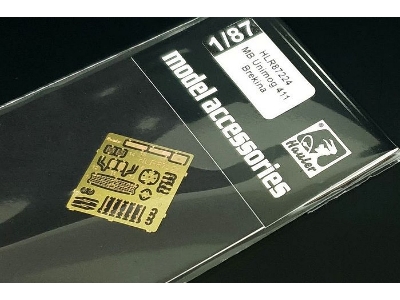 1/87
HLR87224
MB Unimog 411
Brekina
model accessories
Hauler